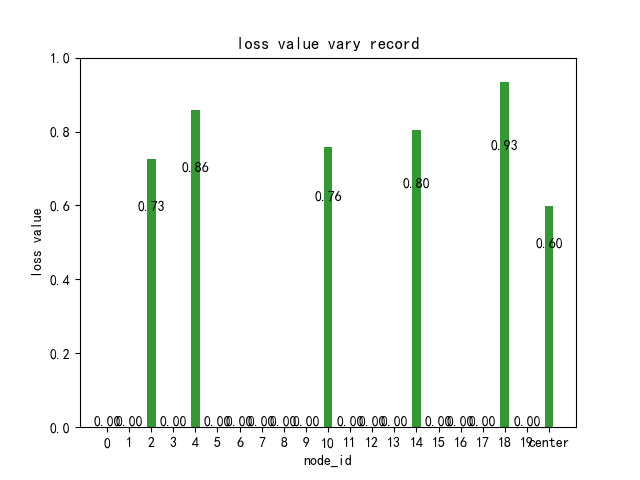 loss value vary record
1.0
0.8
0.6
0.4
0.2
0.0
loss value
0.00 0.00 0.73 0.00 0.86 0.00 0.00 0.00 0.00 0.00 0.76 0.00 0.00 0.00 0.80 0.00 0.00 0.00 0.93 0.00 0.60
0 1 2 3 4 5 6 7 8 9 10 11 12 13 14 15 16 17 18 19 center
node_id